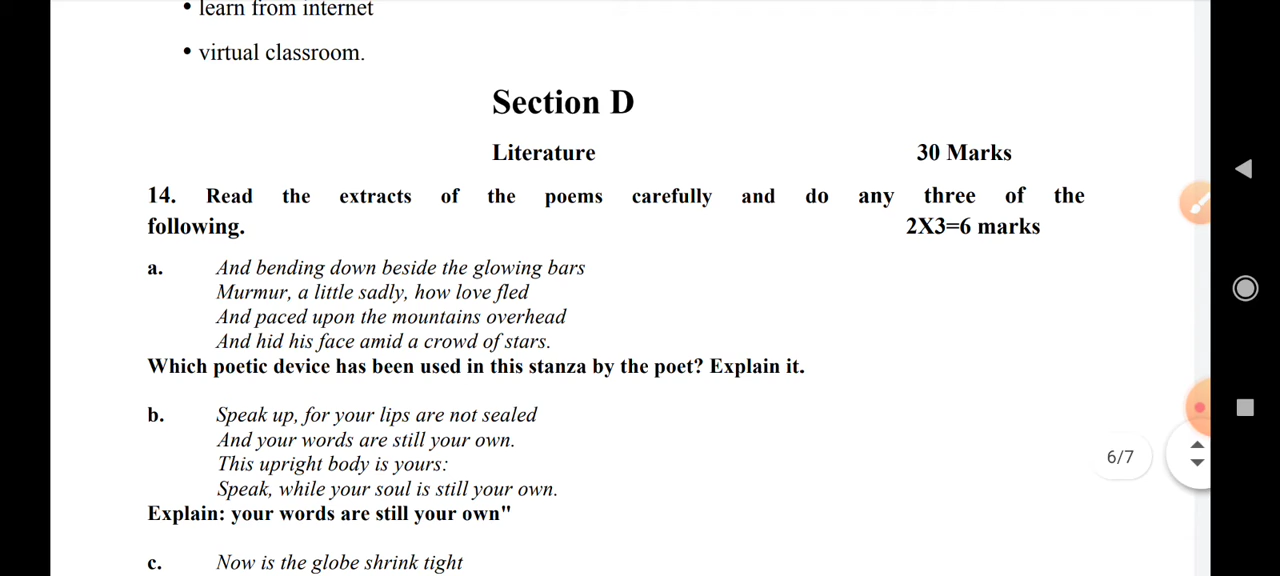 • learn from internet
• virtual classroom.
Section D
Literature 30 Marks
14. Read the extracts of the poems carefully and do any three of the
following. 2X3=6 marks
a. And bending down beside the glowing bars
Murmur, a little sadly, how love fled
And paced upon the mountains overhead
And hid his face amid a crowd of stars.
Which poetic device has been used in this stanza by the poet? Explain it.
b. Speak up, for your lips are not sealed
And your words are still your own.
This upright body is yours:
Speak, while your soul is still your own.
6/7
Explain: your words are still your own"
c. Now is the globe shrink tight